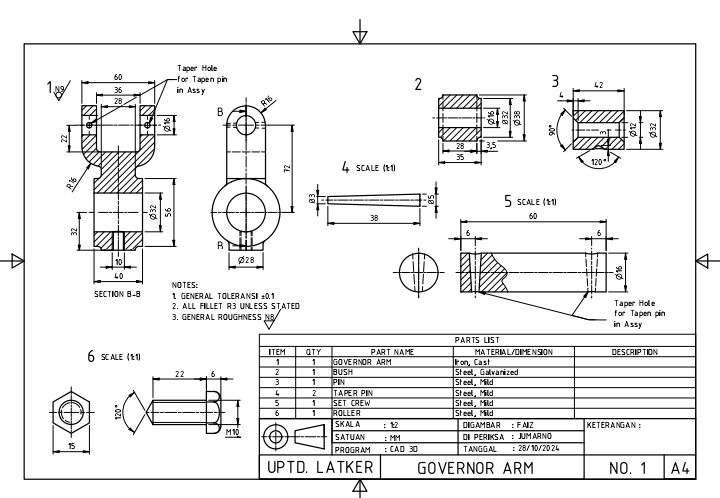 1 N9
Taper Hole
for Tapen pin
in Assy
60
36
28
Ø16
22
R16
Ø32
56
32
10
40
SECTION B-B
B
R16
72
B
Ø28
NOTES:
1. GENERAL TOLERANSI ±0.1
2. ALL FILLET R3 UNLESS STATED
3. GENERAL ROUGHNESS N8
2
Ø16
Ø32
Ø38
28
3,5
35
3
42
4
90°
3
Ø12
Ø32
120°
4 SCALE (1:1)
Ø3
Ø5
38
5 SCALE (1:1)
60
6
6
Ø16
Taper Hole
for Tapen pin
in Assy
6 SCALE (1:1)
22
6
120°
M10
15
PARTS LIST
ITEM QTY PART NAME MATERIAL/DIMENSION DESCRIPTION
1 1 GOVERNOR ARM Iron, Cast
2 1 BUSH Steel, Galvanized
3 1 PIN Steel, Mild
4 2 TAPER PIN Steel, Mild
5 1 SET CREW Steel, Mild
6 1 ROLLER Steel, Mild
SKALA : 1:2 DIGAMBAR : FAIZ KETERANGAN :
SATUAN : MM DI PERIKSA : JUMARNO
PROGRAM : CAD 3D TANGGAL : 28/10/2024
UPTD. LATKER GOVERNOR ARM NO. 1 A4